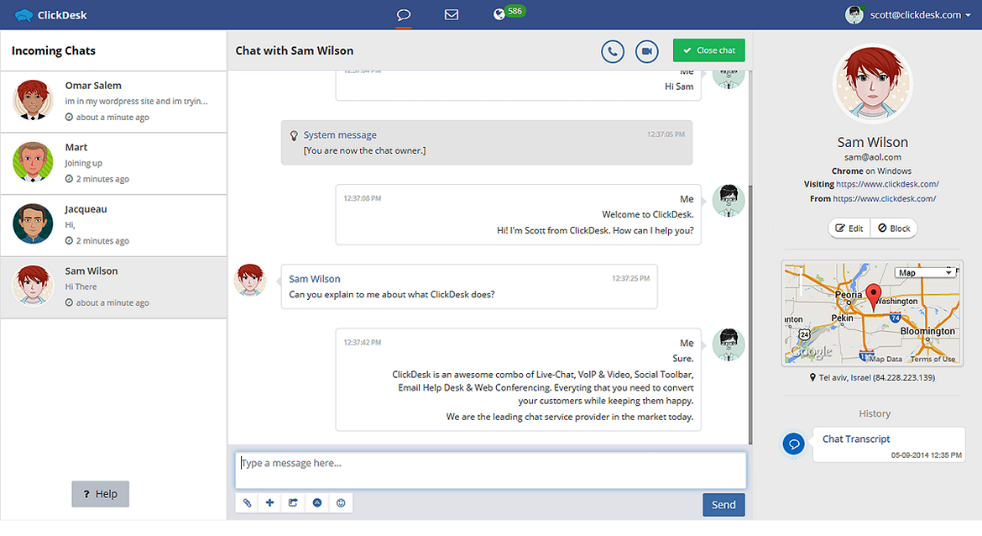 ClickDesk
586
scott@clickdesk.com
Incoming Chats
Omar Salem
im in my wordpress site and im tryin...
about a minute ago
Mart
Joining up
2 minutes ago
Jacqueau
Hi,
2 minutes ago
Sam Wilson
Hi There
about a minute ago
? Help
Chat with Sam Wilson
Close chat
12:37:04 PM
Me
Hi Sam
System message
12:37:05 PM
[You are now the chat owner.]
12:37:08 PM
Me
Welcome to ClickDesk.
Hi! I'm Scott from ClickDesk. How can I help you?
Sam Wilson
12:37:25 PM
Can you explain to me about what ClickDesk does?
12:37:42 PM
Me
Sure.
ClickDesk is an awesome combo of Live-Chat, VoIP & Video, Social Toolbar,
Email Help Desk & Web Conferencing. Everyting that you need to convert
your customers while keeping them happy.
We are the leading chat service provider in the market today.
Type a message here...
Send
Sam Wilson
sam@aol.com
Chrome on Windows
Visiting https://www.clickdesk.com/
From https://www.clickdesk.com/
Edit
Block
Map
Peoria
Washington
Pekin
nton
74
Bloomington
24
Google
Map Data
Terms of Use
Tel aviv, Israel (84.228.223.139)
History
Chat Transcript
05-09-2014 12:35 PM